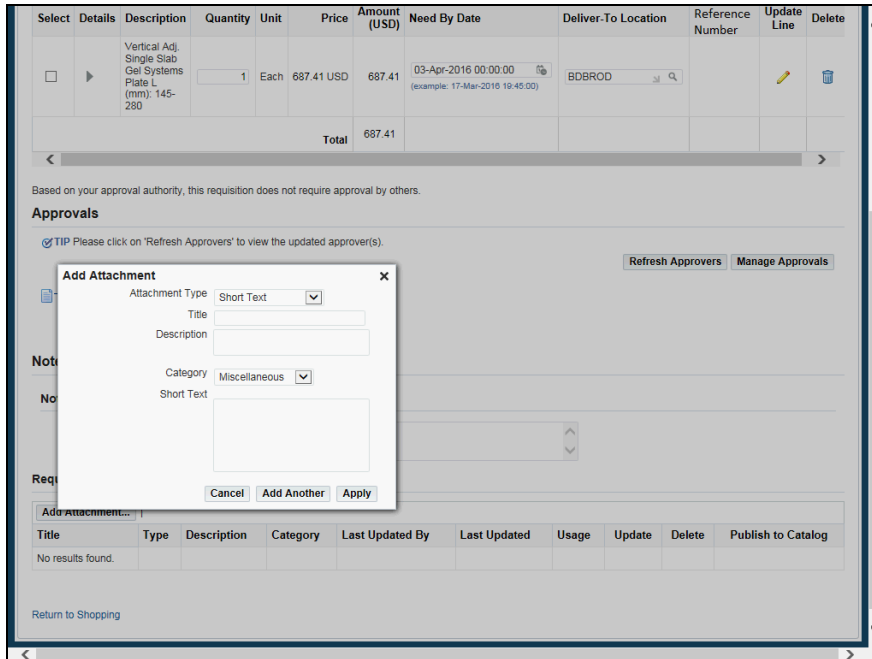 Select Details Description Quantity Unit Price Amount (USD) Need By Date Deliver-To Location Reference Number Update Line Delete
Vertical Adj.
Single Slab
Gel Systems
Plate L
(mm): 145-
280
1 Each 687.41 USD 687.41 03-Apr-2016 00:00:00 BDBROD
(example: 17-Mar-2016 19:45:00)
Total 687.41
Based on your approval authority, this requisition does not require approval by others.
Approvals
TIP Please click on 'Refresh Approvers' to view the updated approver(s).
Refresh Approvers Manage Approvals
Add Attachment
Attachment Type Short Text
Title
Description
Category Miscellaneous
Short Text
Cancel Add Another Apply
Add Attachment...
Title Type Description Category Last Updated By Last Updated Usage Update Delete Publish to Catalog
No results found.
Return to Shopping